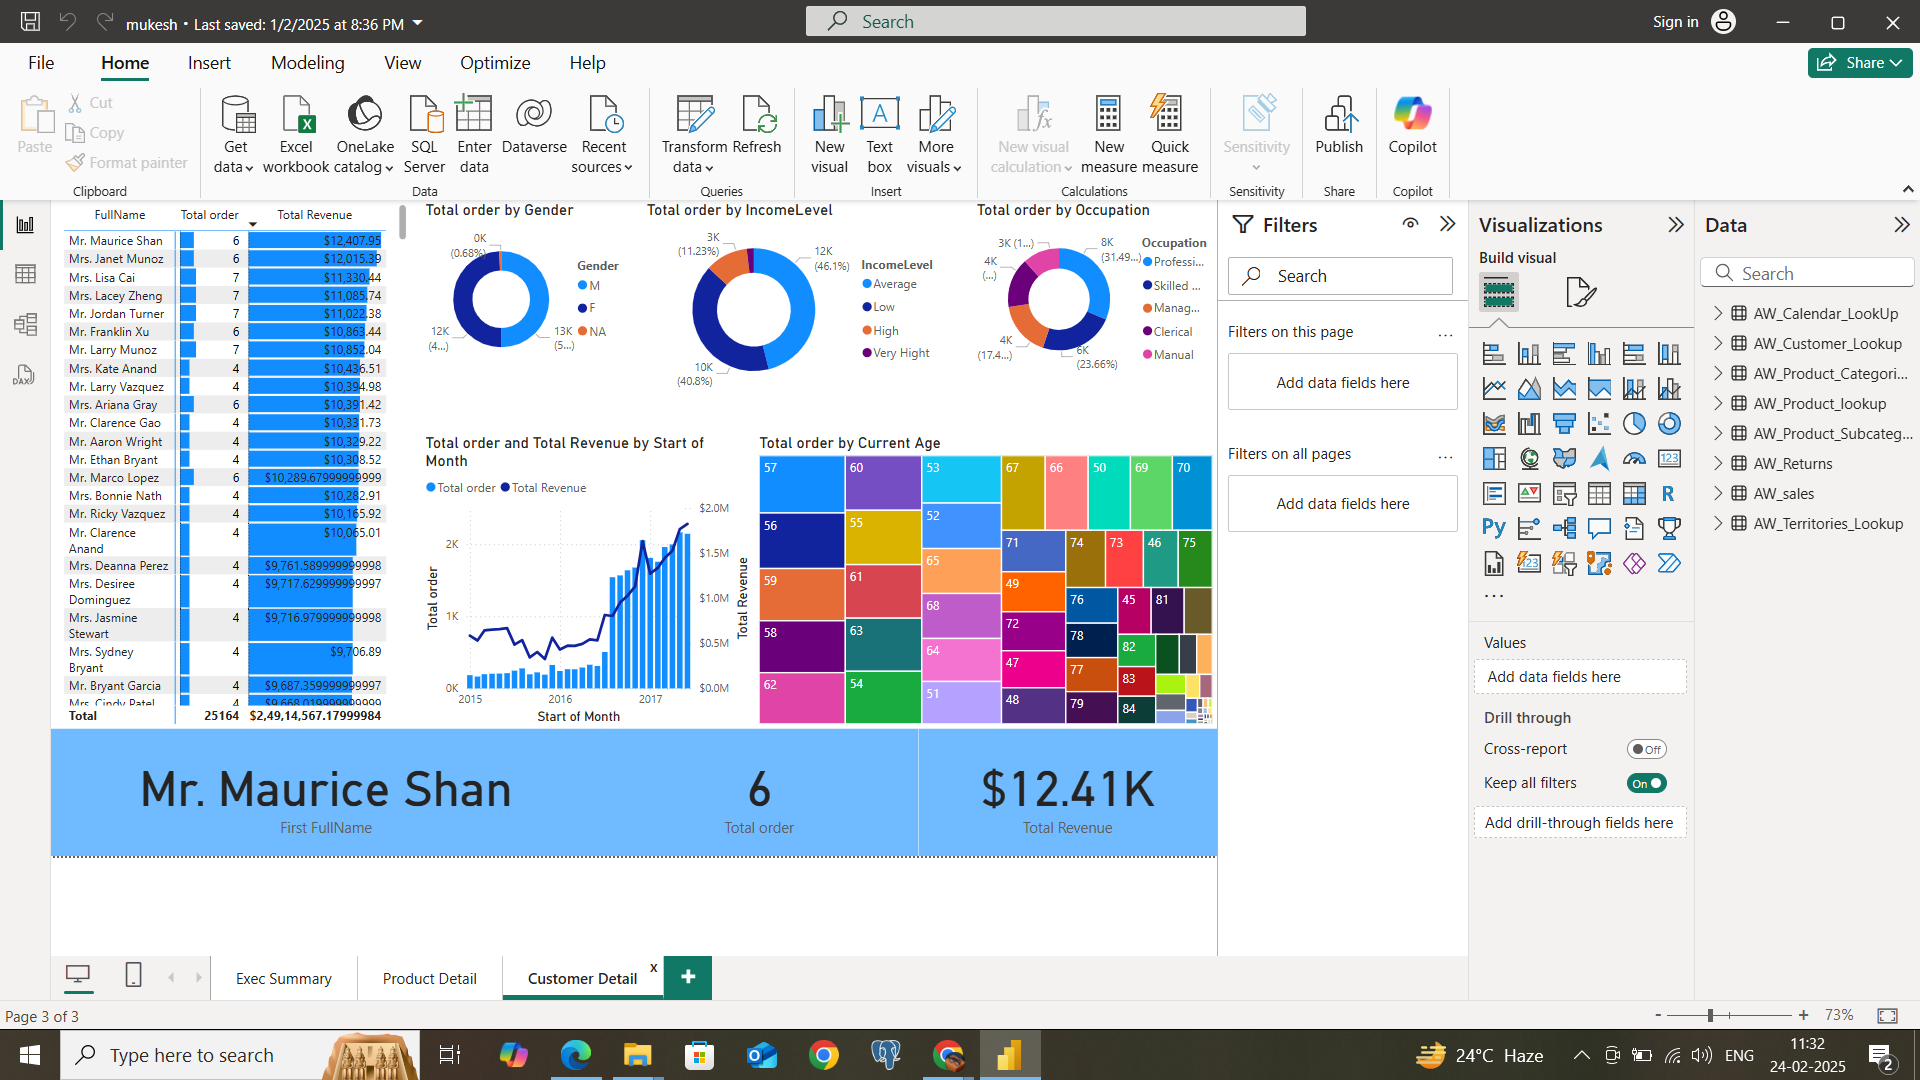 mukesh • Last saved: 1/2/2025 at 8:36 PM
Search
Sign in
File Home Insert Modeling View Optimize Help
Share
Paste
Cut
Copy
Format painter
Clipboard
Get data
Excel workbook
OneLake catalog
SQL Server
Enter data
Dataverse
Recent sources
Data
Transform data
Refresh
Queries
New visual
Text box
More visuals
Insert
New visual calculation
New measure
Quick measure
Calculations
Sensitivity
Sensitivity
Publish
Share
Copilot
Copilot
FullName Total order Total Revenue
Mr. Maurice Shan 6 $12,407.95
Mrs. Janet Munoz 6 $12,015.39
Mrs. Lisa Cai 7 $11,330.44
Mrs. Lacey Zheng 7 $11,085.74
Mr. Jordan Turner 7 $11,022.38
Mr. Franklin Xu 6 $10,863.44
Mr. Larry Munoz 7 $10,852.04
Mrs. Kate Anand 4 $10,436.51
Mr. Larry Vazquez 4 $10,394.98
Mrs. Ariana Gray 6 $10,391.42
Mr. Clarence Gao 4 $10,331.73
Mr. Aaron Wright 4 $10,329.22
Mr. Ethan Bryant 4 $10,308.52
Mr. Marco Lopez 6 $10,289.67999999999
Mrs. Bonnie Nath 4 $10,282.91
Mr. Ricky Vazquez 4 $10,165.92
Mr. Clarence Anand 4 $10,065.01
Mrs. Deanna Perez 4 $9,761.589999999998
Mrs. Desiree Dominguez 4 $9,717.629999999997
Mrs. Jasmine Stewart 4 $9,716.979999999998
Mrs. Sydney Bryant 4 $9,706.89
Mr. Bryant Garcia 4 $9,687.359999999997
Mrs. Cindy Patel 4 $9,668.019999999999
Total 25164 $2,49,14,567.17999984
Total order by Gender
0K (0.68%)
12K (4...)
13K (5...)
Gender
M
F
NA
Total order by IncomeLevel
3K (11.23%)
12K (46.1%)
10K (40.8%)
IncomeLevel
Average
Low
High
Very Hight
Total order by Occupation
3K (1...)
8K (31.49...)
4K (...)
4K (17.4...)
6K (23.66%)
Occupation
Professi...
Skilled ...
Manag...
Clerical
Manual
Total order and Total Revenue by Start of Month
Total order Total Revenue
Total order
2K
1K
0K
$2.0M
$1.5M
$1.0M
$0.5M
$0.0M
Total Revenue
2015 2016 2017
Start of Month
Total order by Current Age
57 60 53 67 66 50 69 70
56 55 52 71 74 73 46 75
59 61 65 49 76 45 81
58 63 68 72 78 82
62 54 64 47 77 83
51 48 79 84
Mr. Maurice Shan
First FullName
6
Total order
$12.41K
Total Revenue
Filters
Search
Filters on this page
...
Add data fields here
Filters on all pages
...
Add data fields here
Visualizations
Build visual
123
R
Py
123
...
Values
Add data fields here
Drill through
Cross-report Off
Keep all filters On
Add drill-through fields here
Data
Search
AW_Calendar_LookUp
AW_Customer_Lookup
AW_Product_Categori...
AW_Product_lookup
AW_Product_Subcateg...
AW_Returns
AW_sales
AW_Territories_Lookup
DAX
Exec Summary Product Detail Customer Detail x +
Page 3 of 3
- + 73%
Type here to search
24°C Haze
ENG
11:32
24-02-2025
2